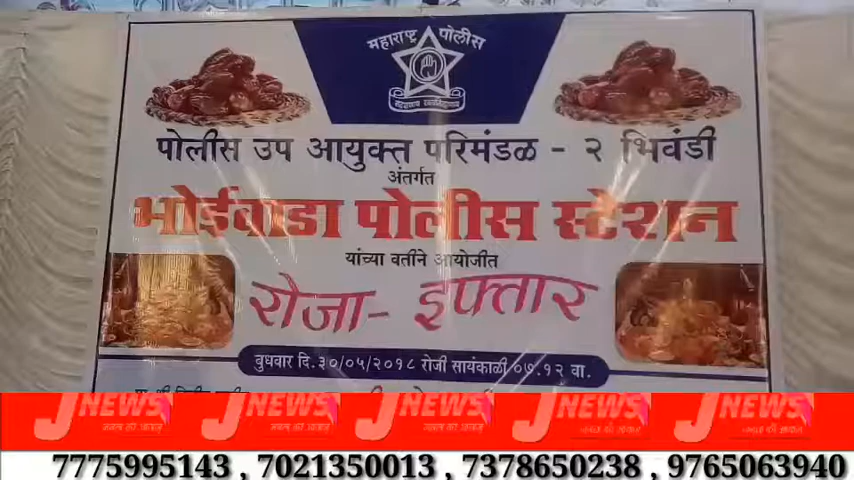 महाराष्ट्र पोलीस
पोलीस उप आयुक्त परिमंडळ - २ भिवंडी
अंतर्गत
भोईवाडा पोलीस स्टेशन
यांच्या वतीने आयोजीत
रोजा- इफ्तार
बुधवार दि.३०/०५/२०१८ रोजी सायंकाळी ०७.१२ वा.
JNEWS JNEWS JNEWS JNEWS JNEWS
7775995143 , 7021350013 , 7378650238 , 9765063940